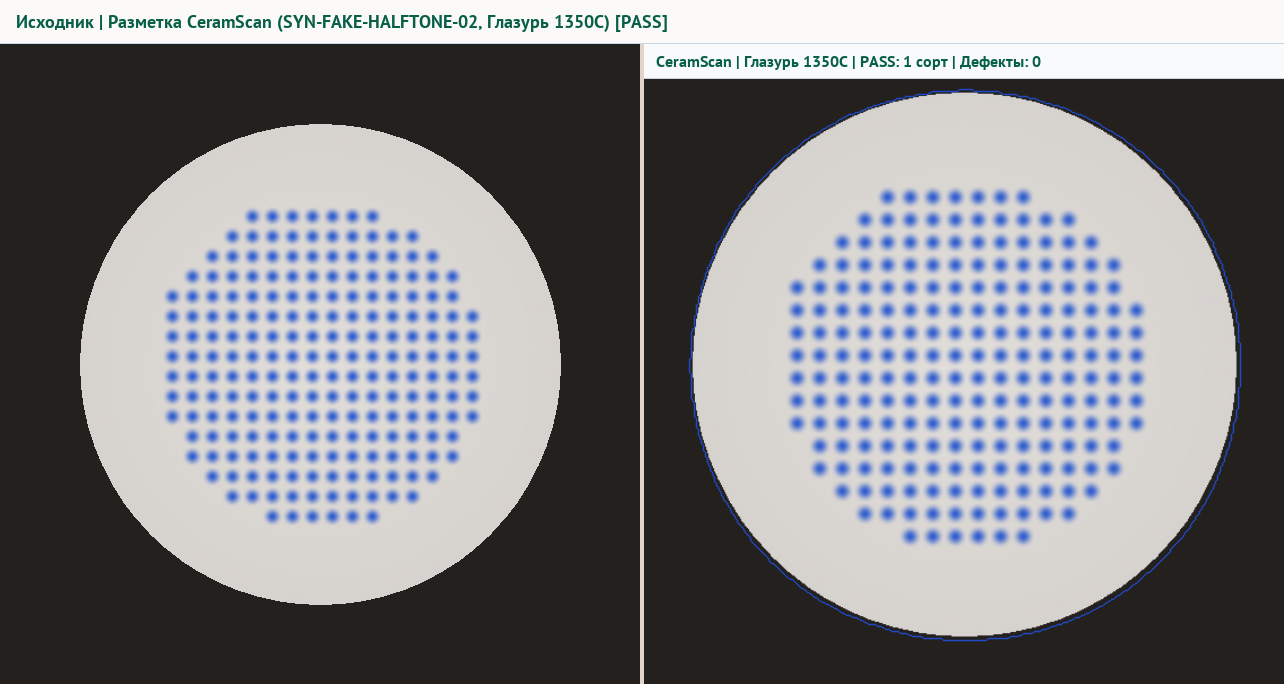 Исходник | Разметка CeramScan (SYN-FAKE-HALFTONE-02, Глазурь 1350C) [PASS]
CeramScan | Глазурь 1350C | PASS: 1 сорт | Дефекты: 0